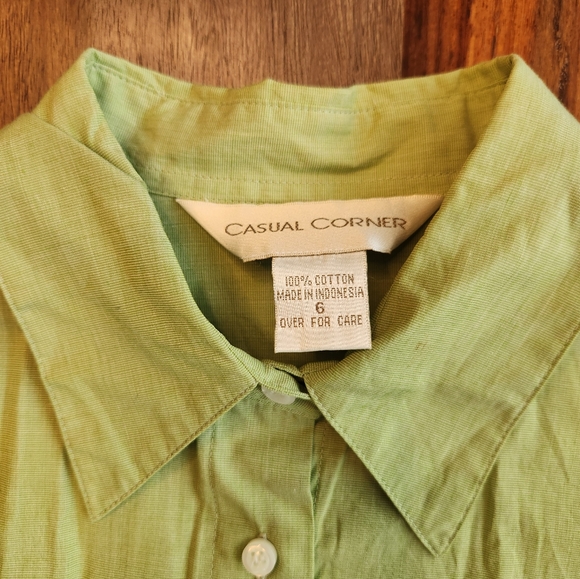 CASUAL CORNER
100% COTTON
MADE IN INDONESIA
6
OVER FOR CARE